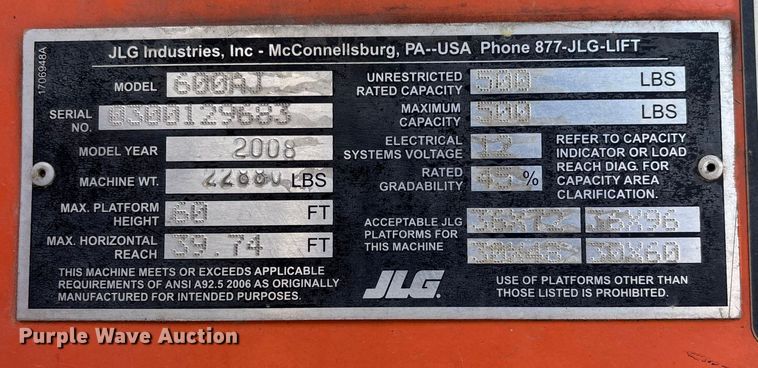 1706948A
JLG Industries, Inc - McConnellsburg, PA--USA Phone 877-JLG-LIFT
MODEL 600AJ
SERIAL NO. 0300129683
MODEL YEAR 2008
MACHINE WT. LBS
MAX. PLATFORM HEIGHT 60 FT
MAX. HORIZONTAL REACH 39.74 FT
THIS MACHINE MEETS OR EXCEEDS APPLICABLE
REQUIREMENTS OF ANSI A92.5 2006 AS ORIGINALLY
MANUFACTURED FOR INTENDED PURPOSES.
UNRESTRICTED RATED CAPACITY 500 LBS
MAXIMUM CAPACITY 500 LBS
ELECTRICAL SYSTEMS VOLTAGE 12
RATED GRADABILITY 45 %
REFER TO CAPACITY
INDICATOR OR LOAD
REACH DIAG. FOR
CAPACITY AREA
CLARIFICATION.
ACCEPTABLE JLG
PLATFORMS FOR
THIS MACHINE
36X72 36X96
30X48 30X60
JLG.
USE OF PLATFORMS OTHER THAN
THOSE LISTED IS PROHIBITED.
Purple Wave Auction